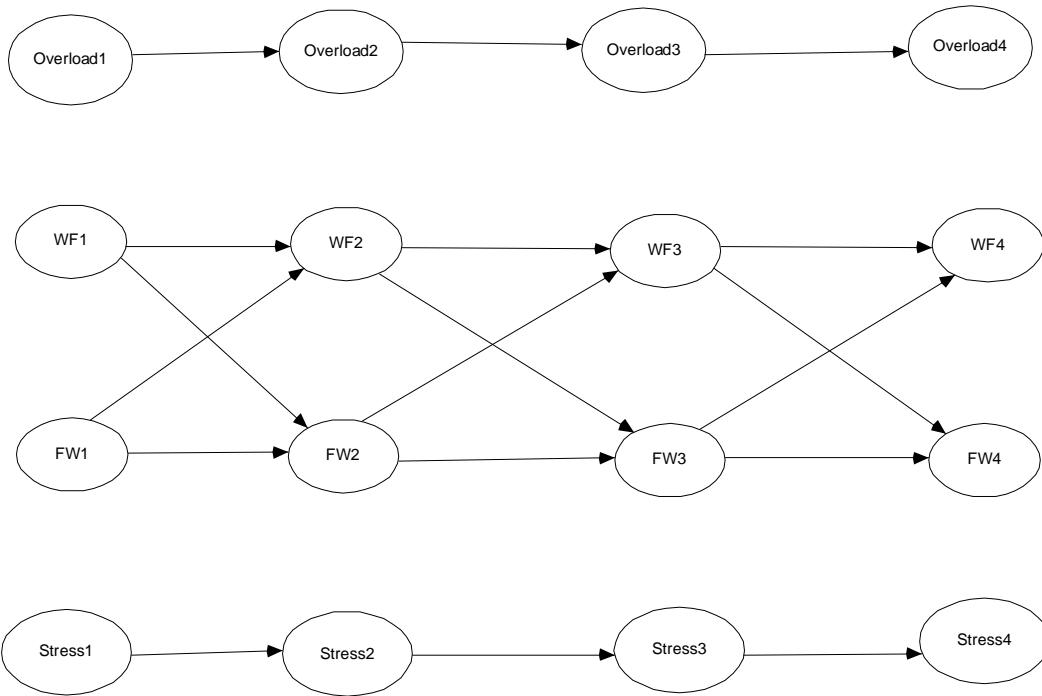 Overload1
Overload2
Overload3
Overload4
WF1
WF2
WF3
WF4
FW1
FW2
FW3
FW4
Stress1
Stress2
Stress3
Stress4